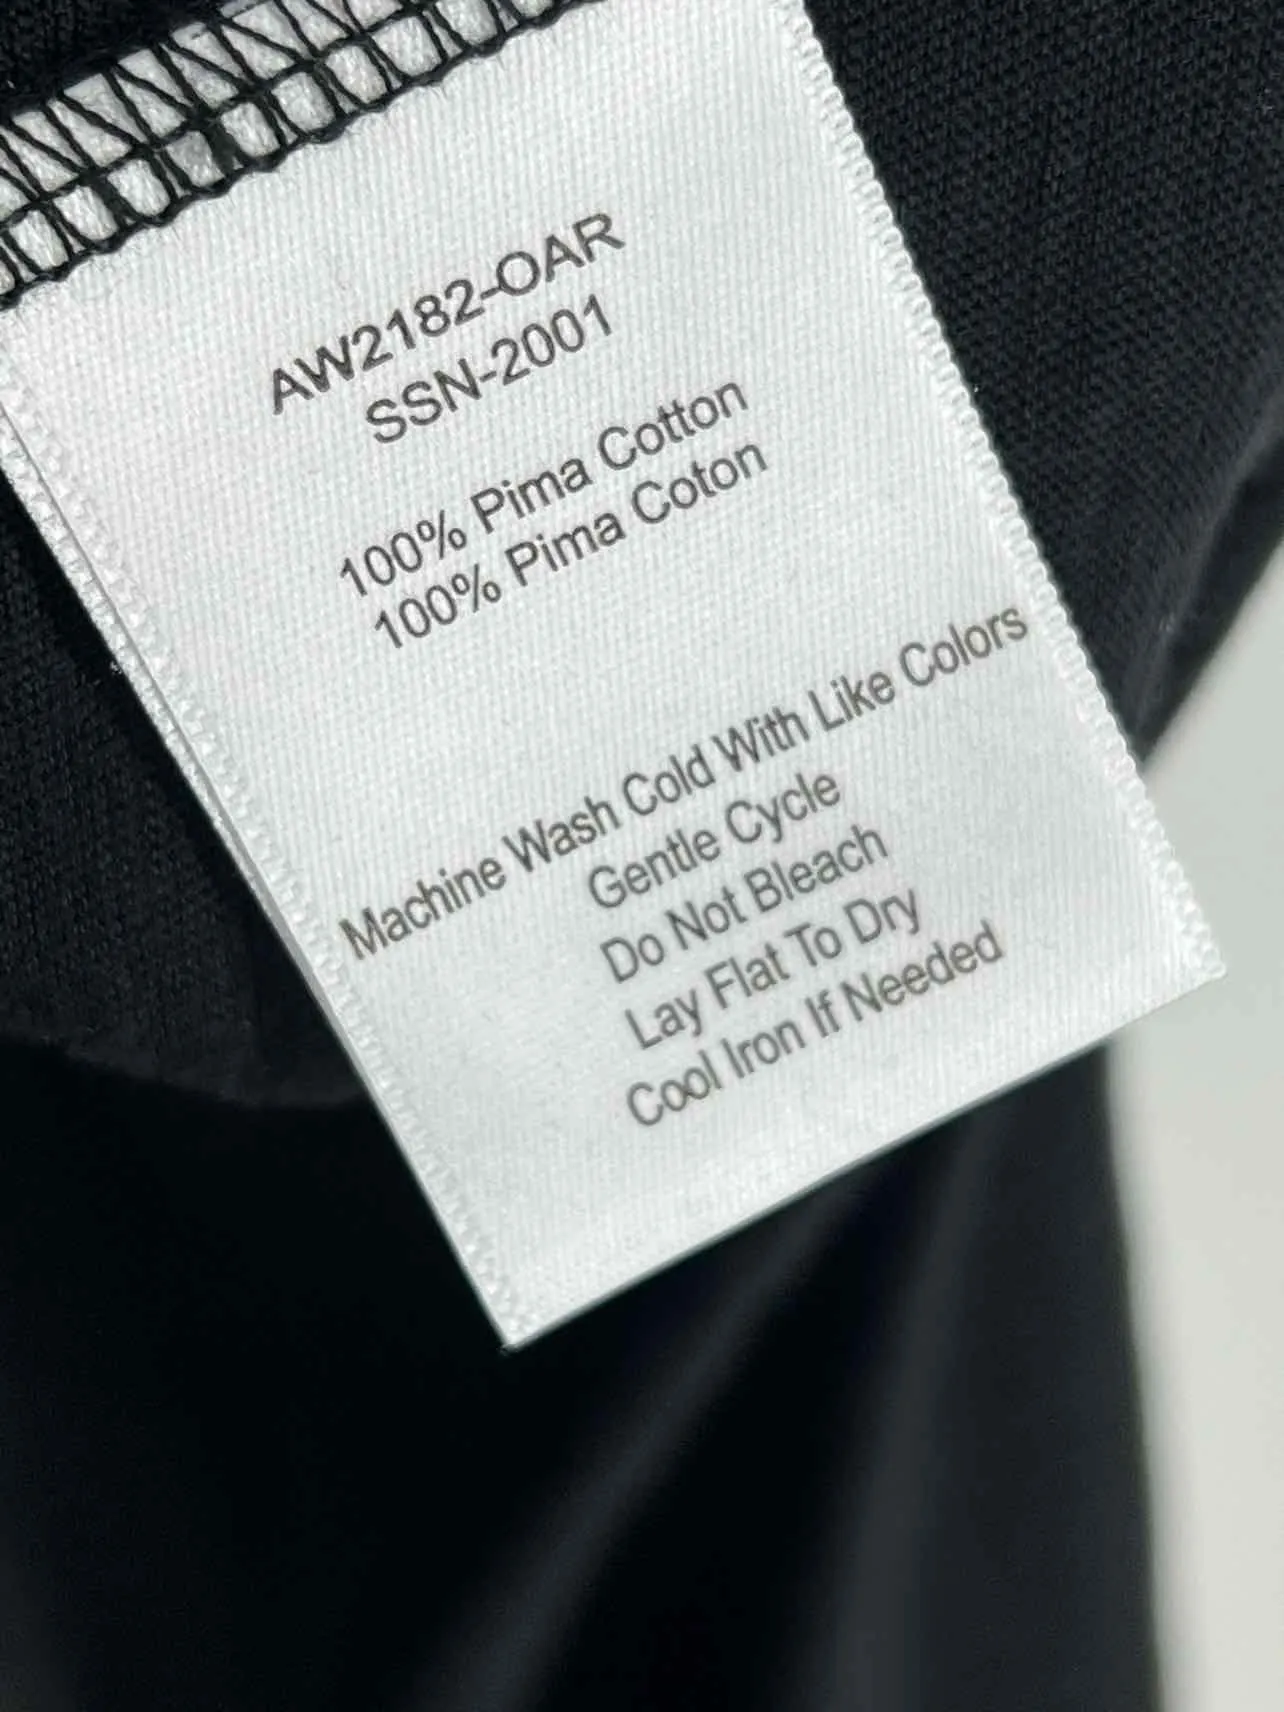 AW2182-OAR
SSN-2001
100% Pima Cotton
100% Pima Coton
Machine Wash Cold With Like Colors
Gentle Cycle
Do Not Bleach
Lay Flat To Dry
Cool Iron If Needed